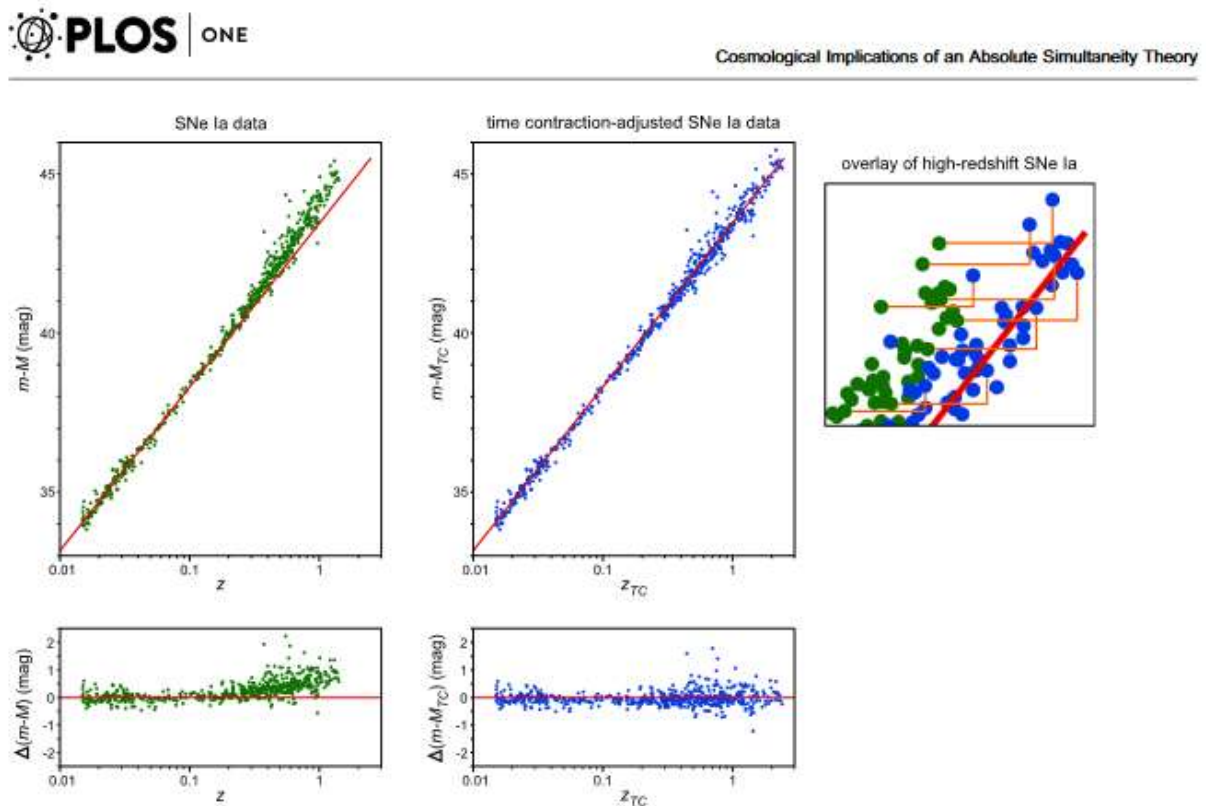 PLOS ONE
Cosmological Implications of an Absolute Simultaneity Theory
SNe Ia data
45
40
35
m-M (mag)
0.01 0.1 1
z
time contraction-adjusted SNe Ia data
45
40
35
m-M_TC (mag)
0.01 0.1 1
z_TC
overlay of high-redshift SNe Ia
2
1
0
-1
-2
Δ(m-M) (mag)
0.01 0.1 1
z
2
1
0
-1
-2
Δ(m-M_TC) (mag)
0.01 0.1 1
z_TC